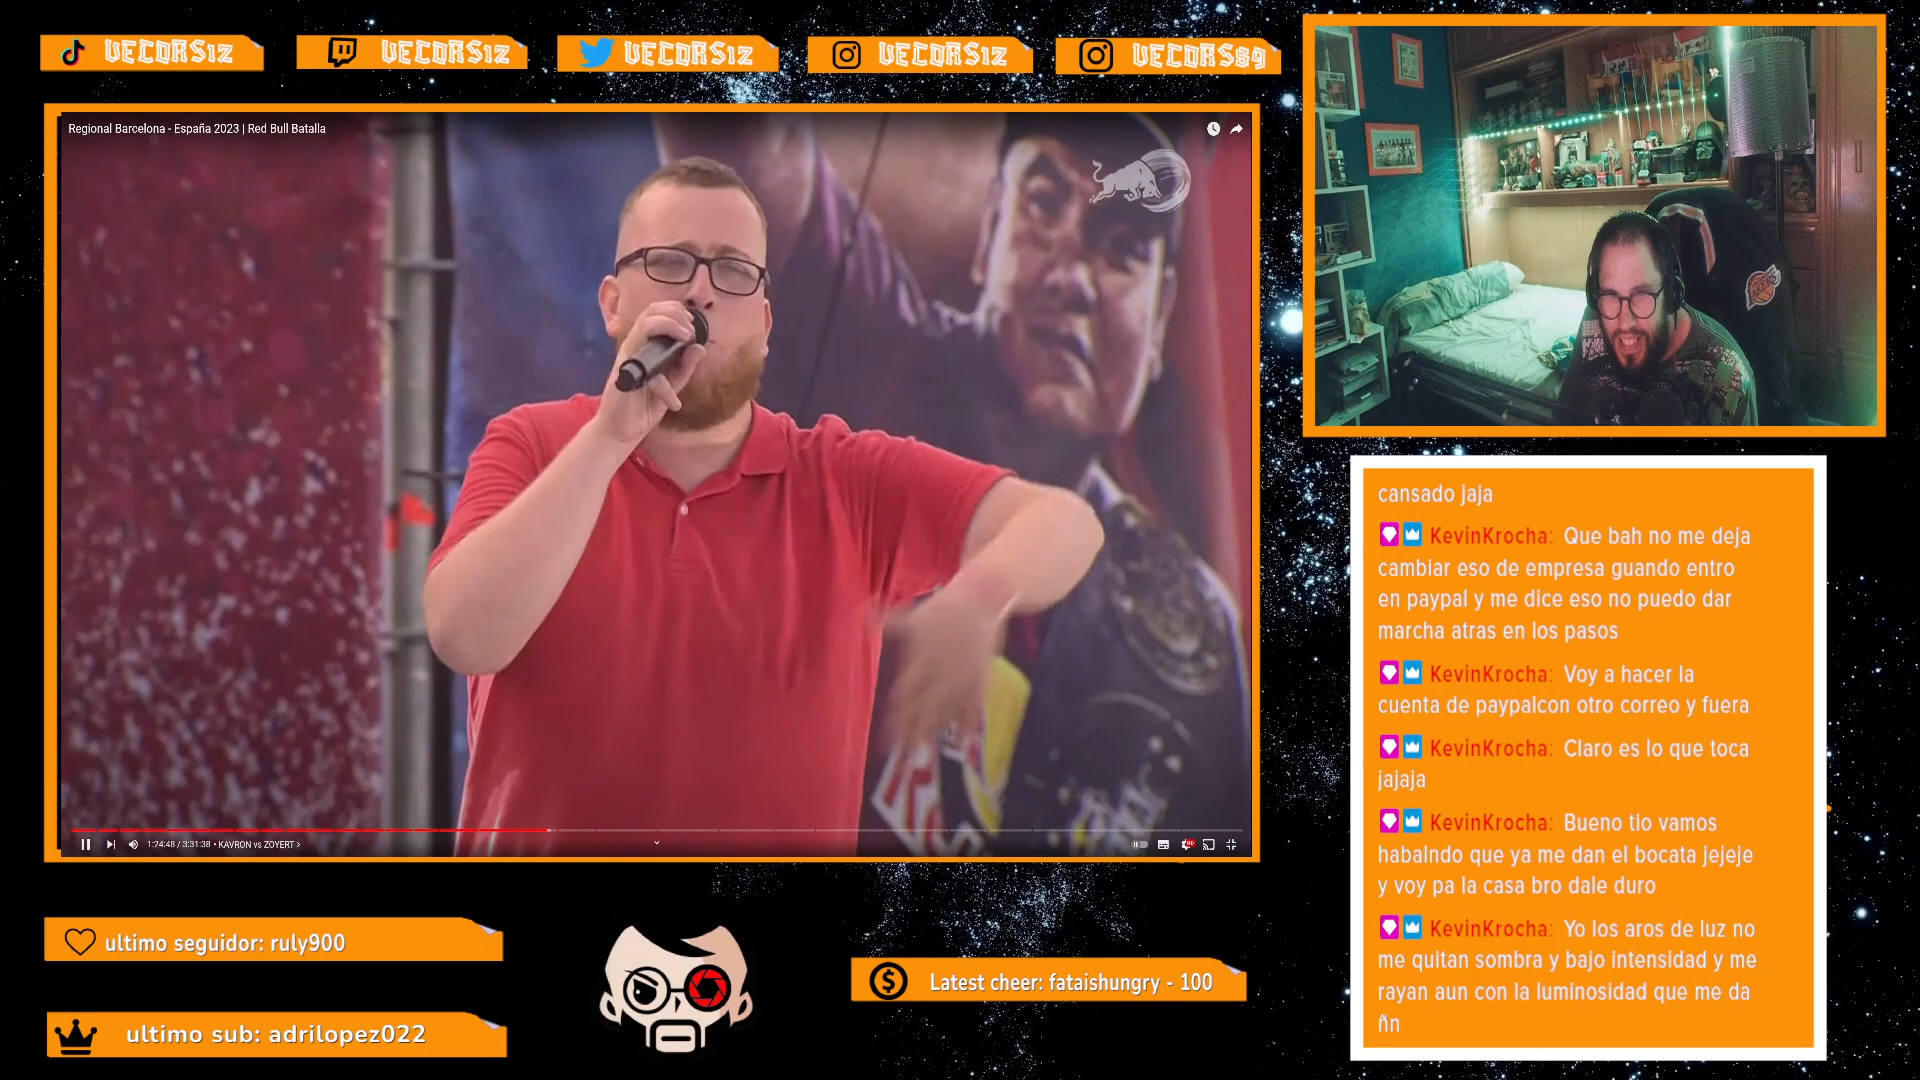 VECORS1Z
VECORS1Z
VECORS1Z
VECORS1Z
VECORS89
Regional Barcelona - España 2023 | Red Bull Batalla
LAKERS
cansado jaja
KevinKrocha: Que bah no me deja
cambiar eso de empresa guando entro
en paypal y me dice eso no puedo dar
marcha atras en los pasos
KevinKrocha: Voy a hacer la
cuenta de paypalcon otro correo y fuera
KevinKrocha: Claro es lo que toca
jajaja
KevinKrocha: Bueno tio vamos
habalndo que ya me dan el bocata jejeje
y voy pa la casa bro dale duro
KevinKrocha: Yo los aros de luz no
me quitan sombra y bajo intensidad y me
rayan aun con la luminosidad que me da
ñn
1:24:48 / 3:31:38 • KAVRON vs ZOYERT >
HD
ultimo seguidor: ruly900
Latest cheer: fataishungry - 100
ultimo sub: adrilopez022